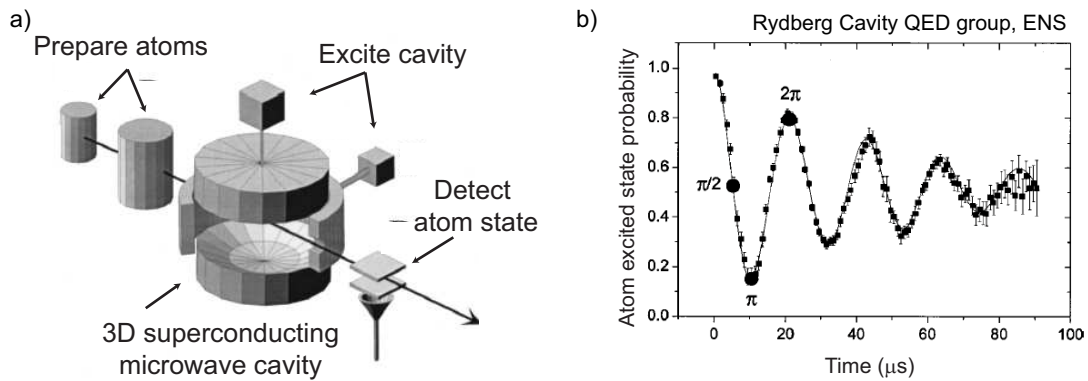 a)
Prepare atoms
Excite cavity
Detect
atom state
3D superconducting
microwave cavity
b)
Rydberg Cavity QED group, ENS
Atom excited state probability
1.0
0.8
0.6
0.4
0.2
0.0
2π
π/2
π
0
20
40
60
80
100
Time (μs)